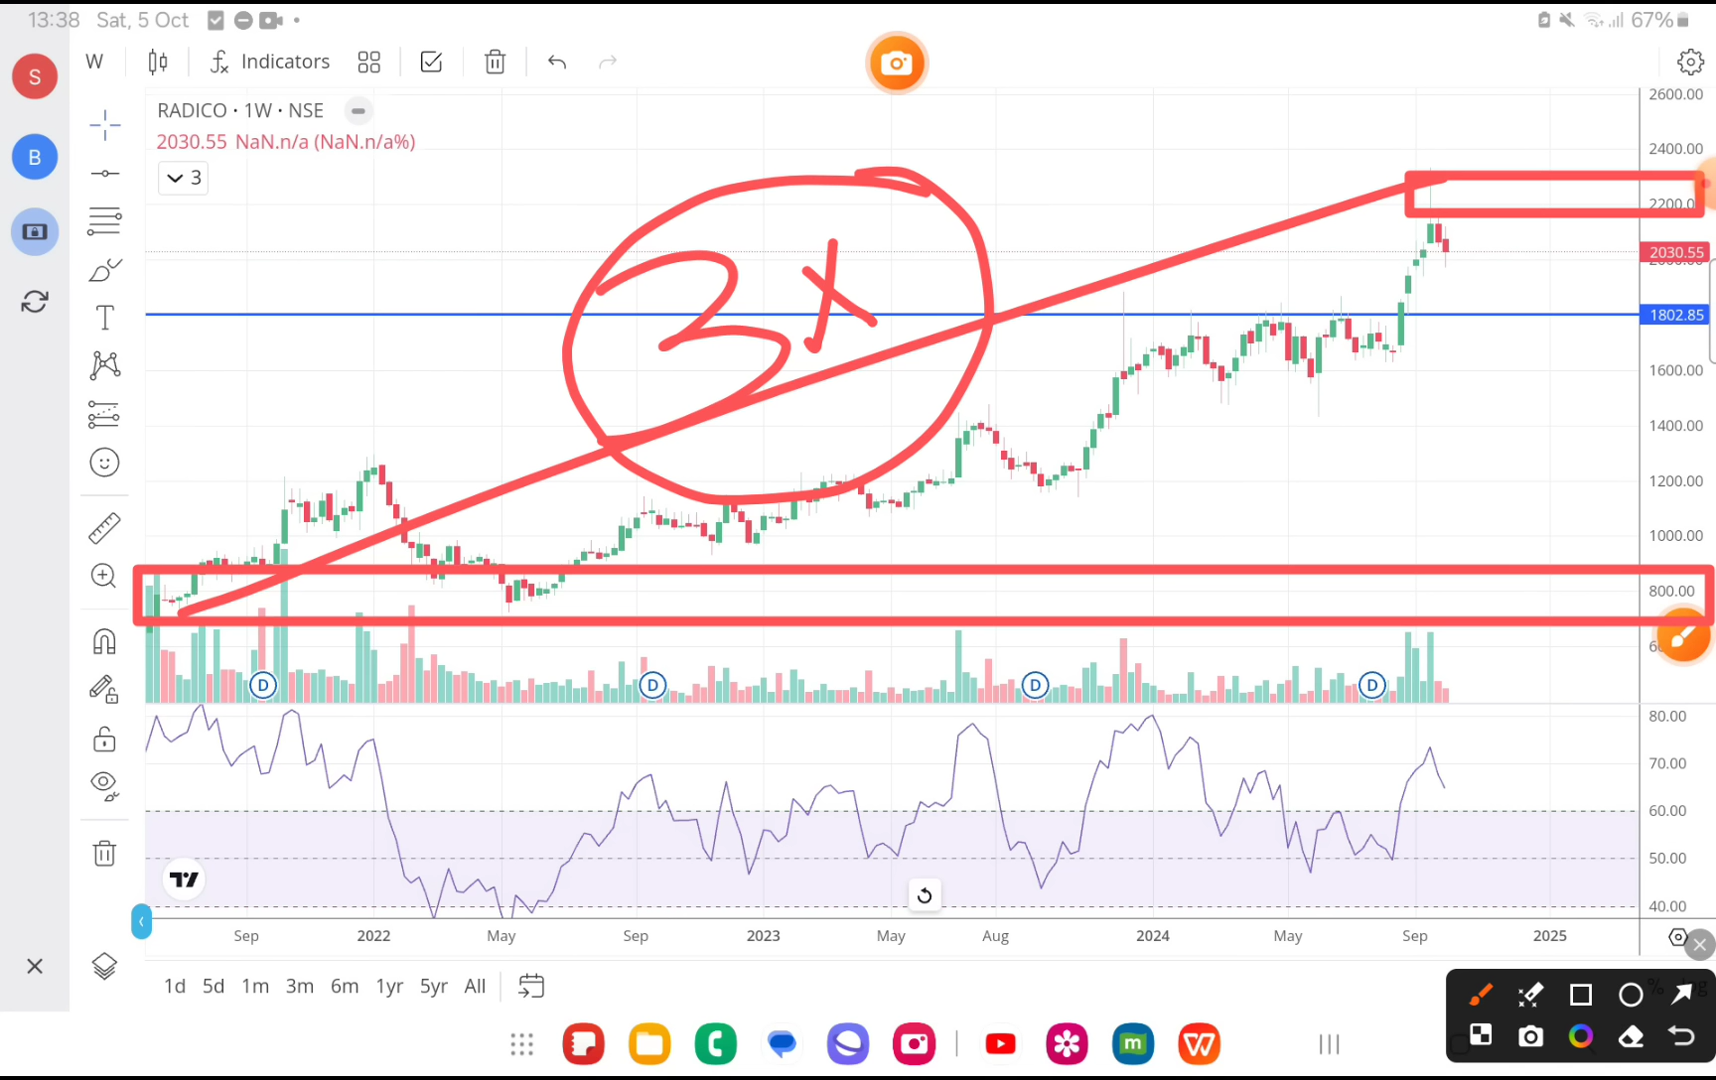 13:38 Sat, 5 Oct
67%
S
W
Indicators
2600.00
RADICO · 1W · NSE
2030.55 NaN.n/a (NaN.n/a%)
2400.00
B
3
2200.0
3x
2030.55
1802.85
1600.00
T
1400.00
1200.00
1000.00
800.00
D
D
D
D
80.00
70.00
60.00
50.00
40.00
Sep
2022
May
Sep
2023
May
Aug
2024
May
Sep
2025
1d 5d 1m 3m 6m 1yr 5yr All
m